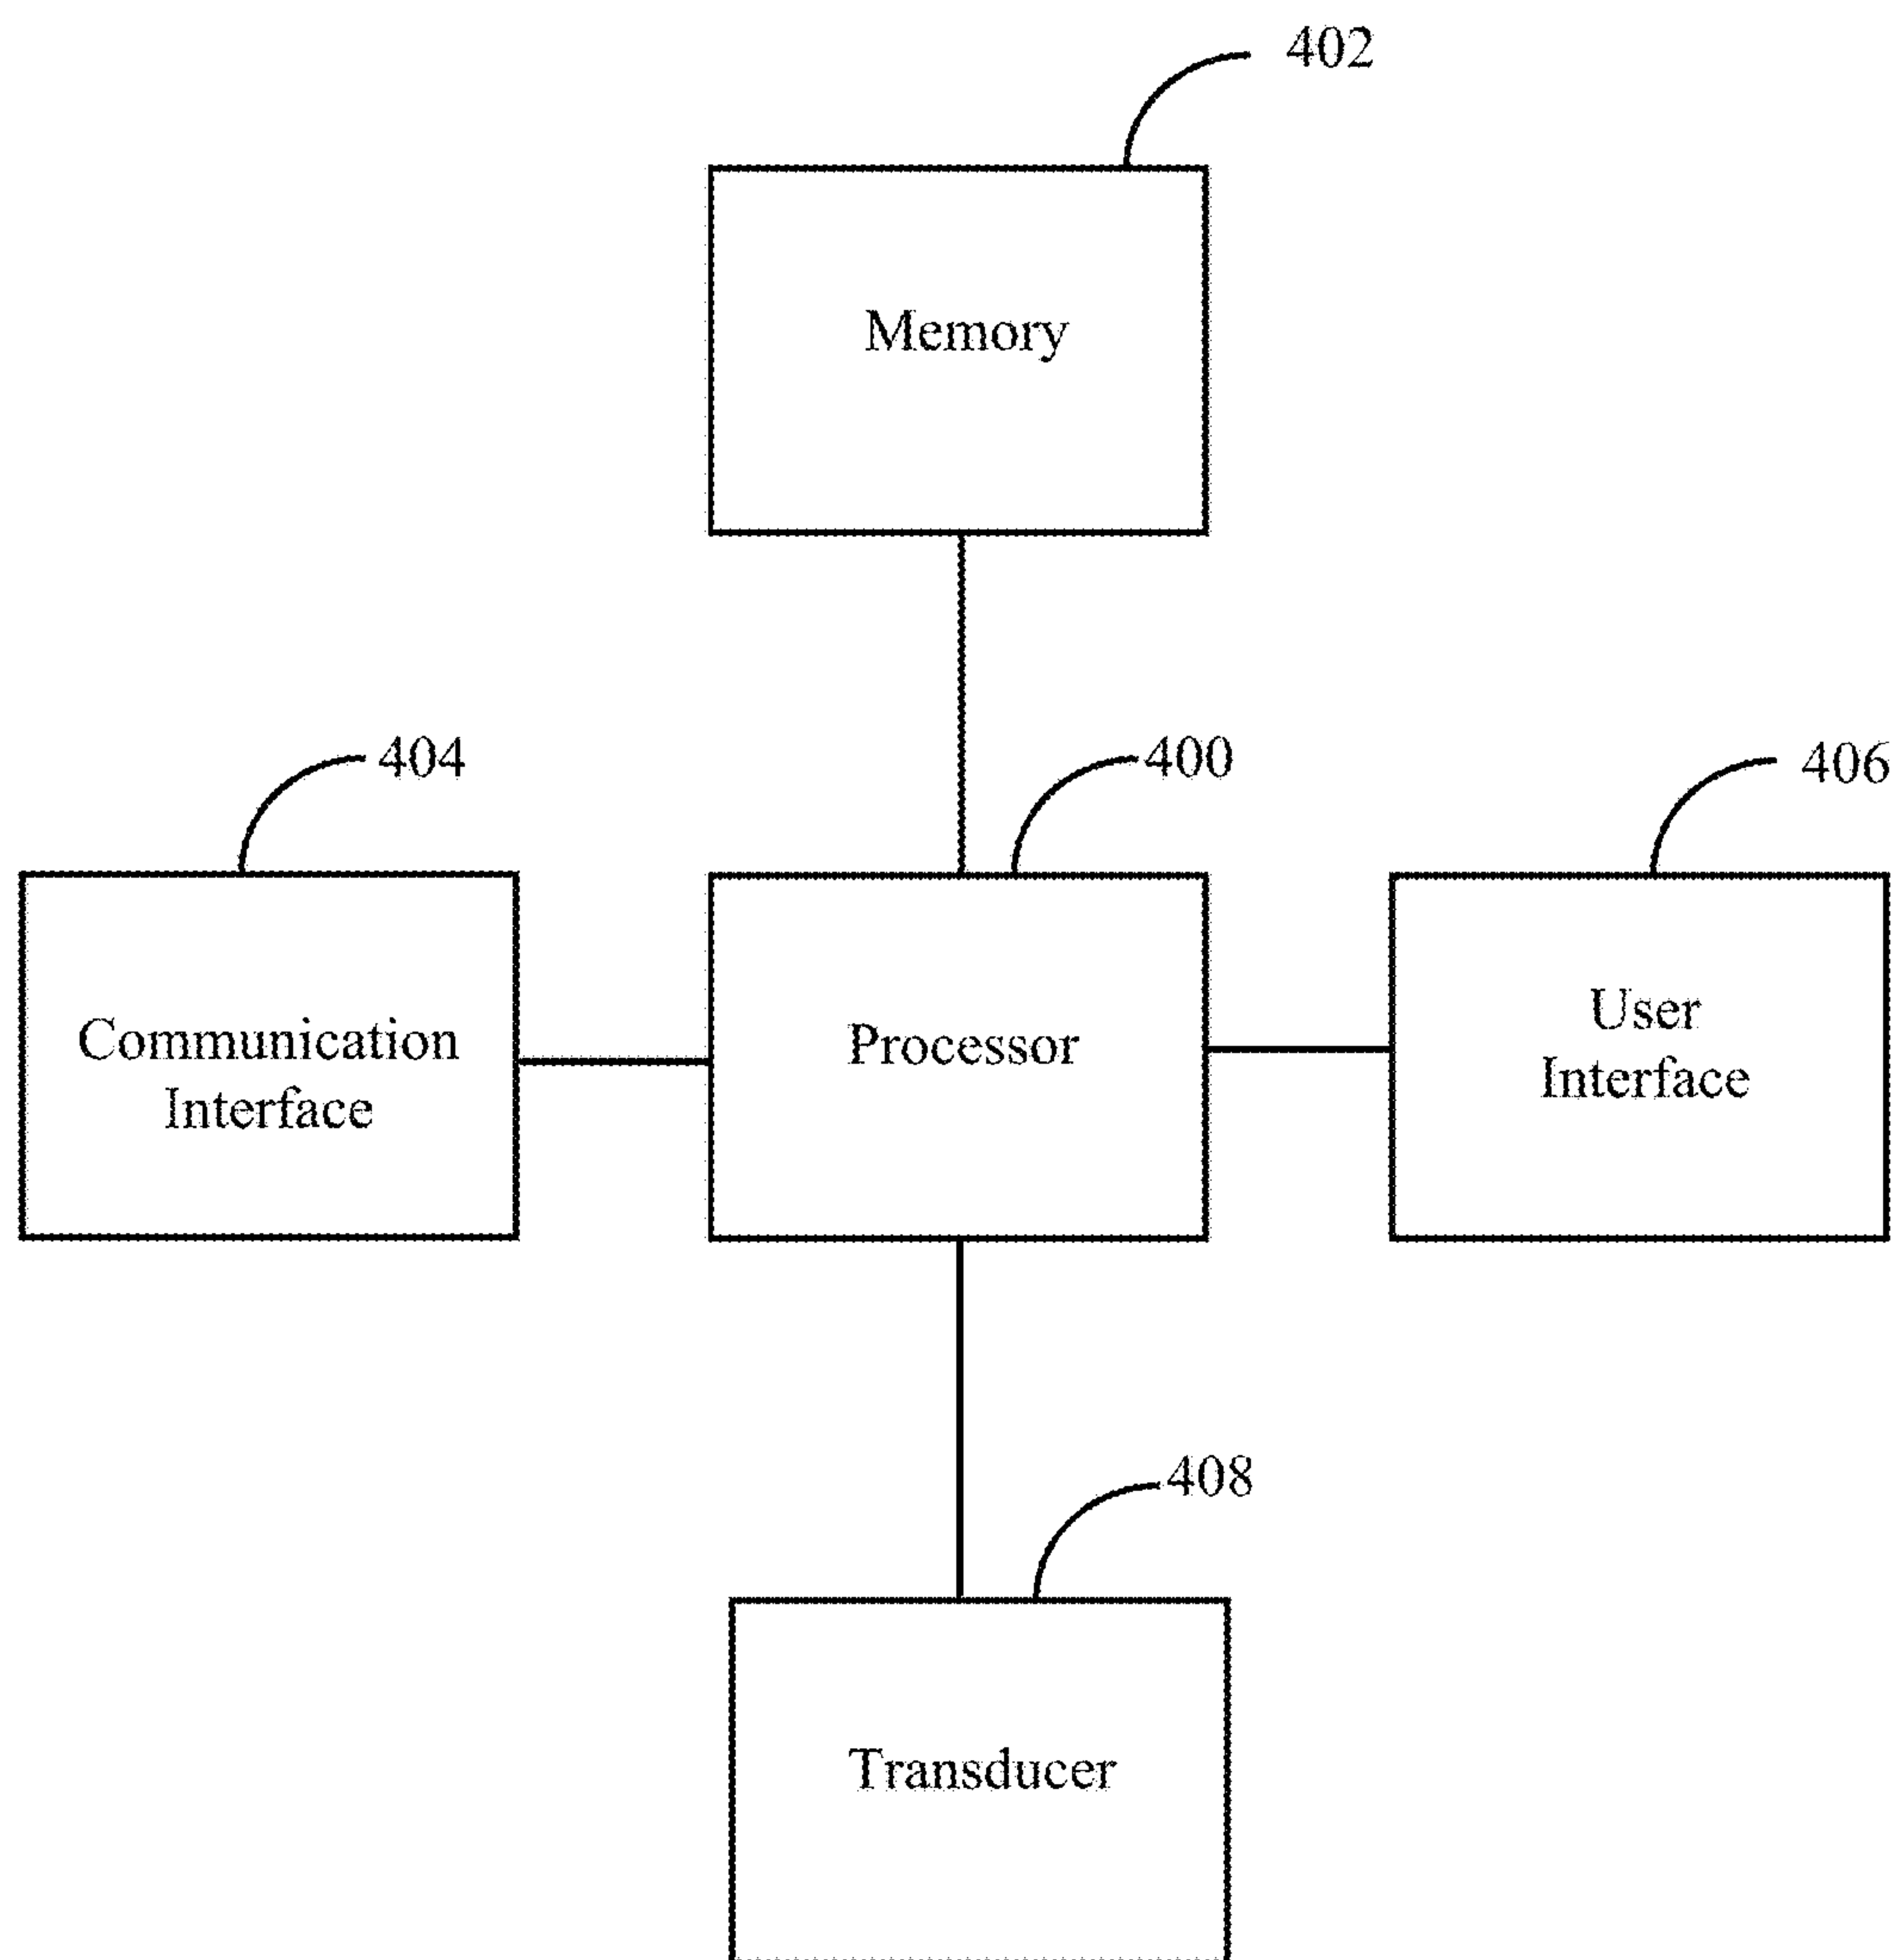 402
Memory
404
400
406
Communication
Interface
Processor
User
Interface
408
Transducer